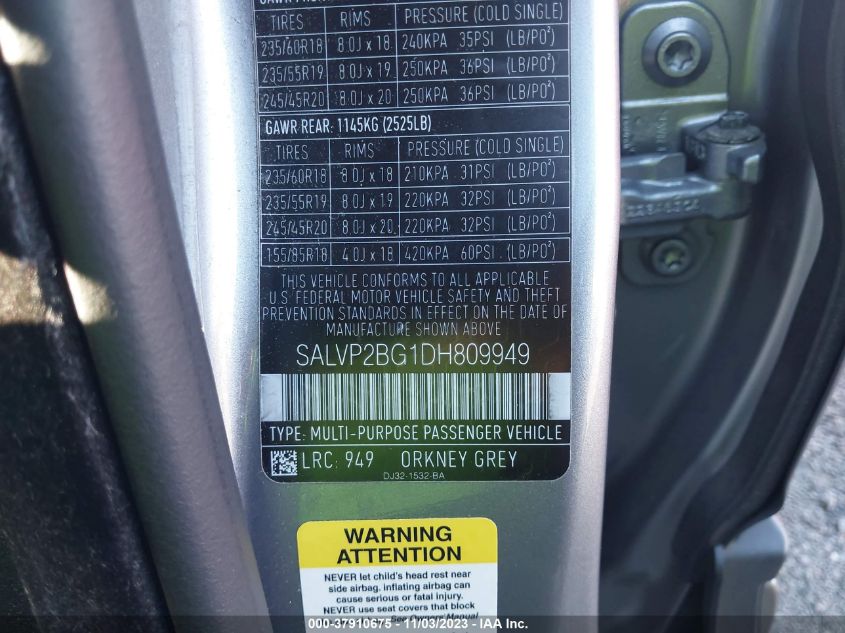 TIRES RIMS PRESSURE (COLD SINGLE)
235/60R18 8.0J x 18 240KPA 35PSI (LB/PO²)
235/55R19 8.0J x 19 250KPA 36PSI (LB/PO²)
245/45R20 8.0J x 20 250KPA 36PSI (LB/PO²)
GAWR REAR: 1145KG (2525LB)
TIRES RIMS PRESSURE (COLD SINGLE)
235/60R18 8.0J x 18 210KPA 31PSI (LB/PO²)
235/55R19 8.0J x 19 220KPA 32PSI (LB/PO²)
245/45R20 8.0J x 20 220KPA 32PSI (LB/PO²)
155/85R18 4.0J x 18 420KPA 60PSI (LB/PO²)
THIS VEHICLE CONFORMS TO ALL APPLICABLE
U.S. FEDERAL MOTOR VEHICLE SAFETY AND THEFT
PREVENTION STANDARDS IN EFFECT ON THE DATE OF
MANUFACTURE SHOWN ABOVE
SALVP2BG1DH809949
TYPE: MULTI-PURPOSE PASSENGER VEHICLE
LRC: 949 ORKNEY GREY
DJ32-1532-BA
WARNING
ATTENTION
NEVER let child's head rest near
side airbag, inflating airbag can
cause serious or fatal injury.
NEVER use seat covers that block
See Owners Manual
000-37910675 - 11/03/2023 - IAAI Inc.